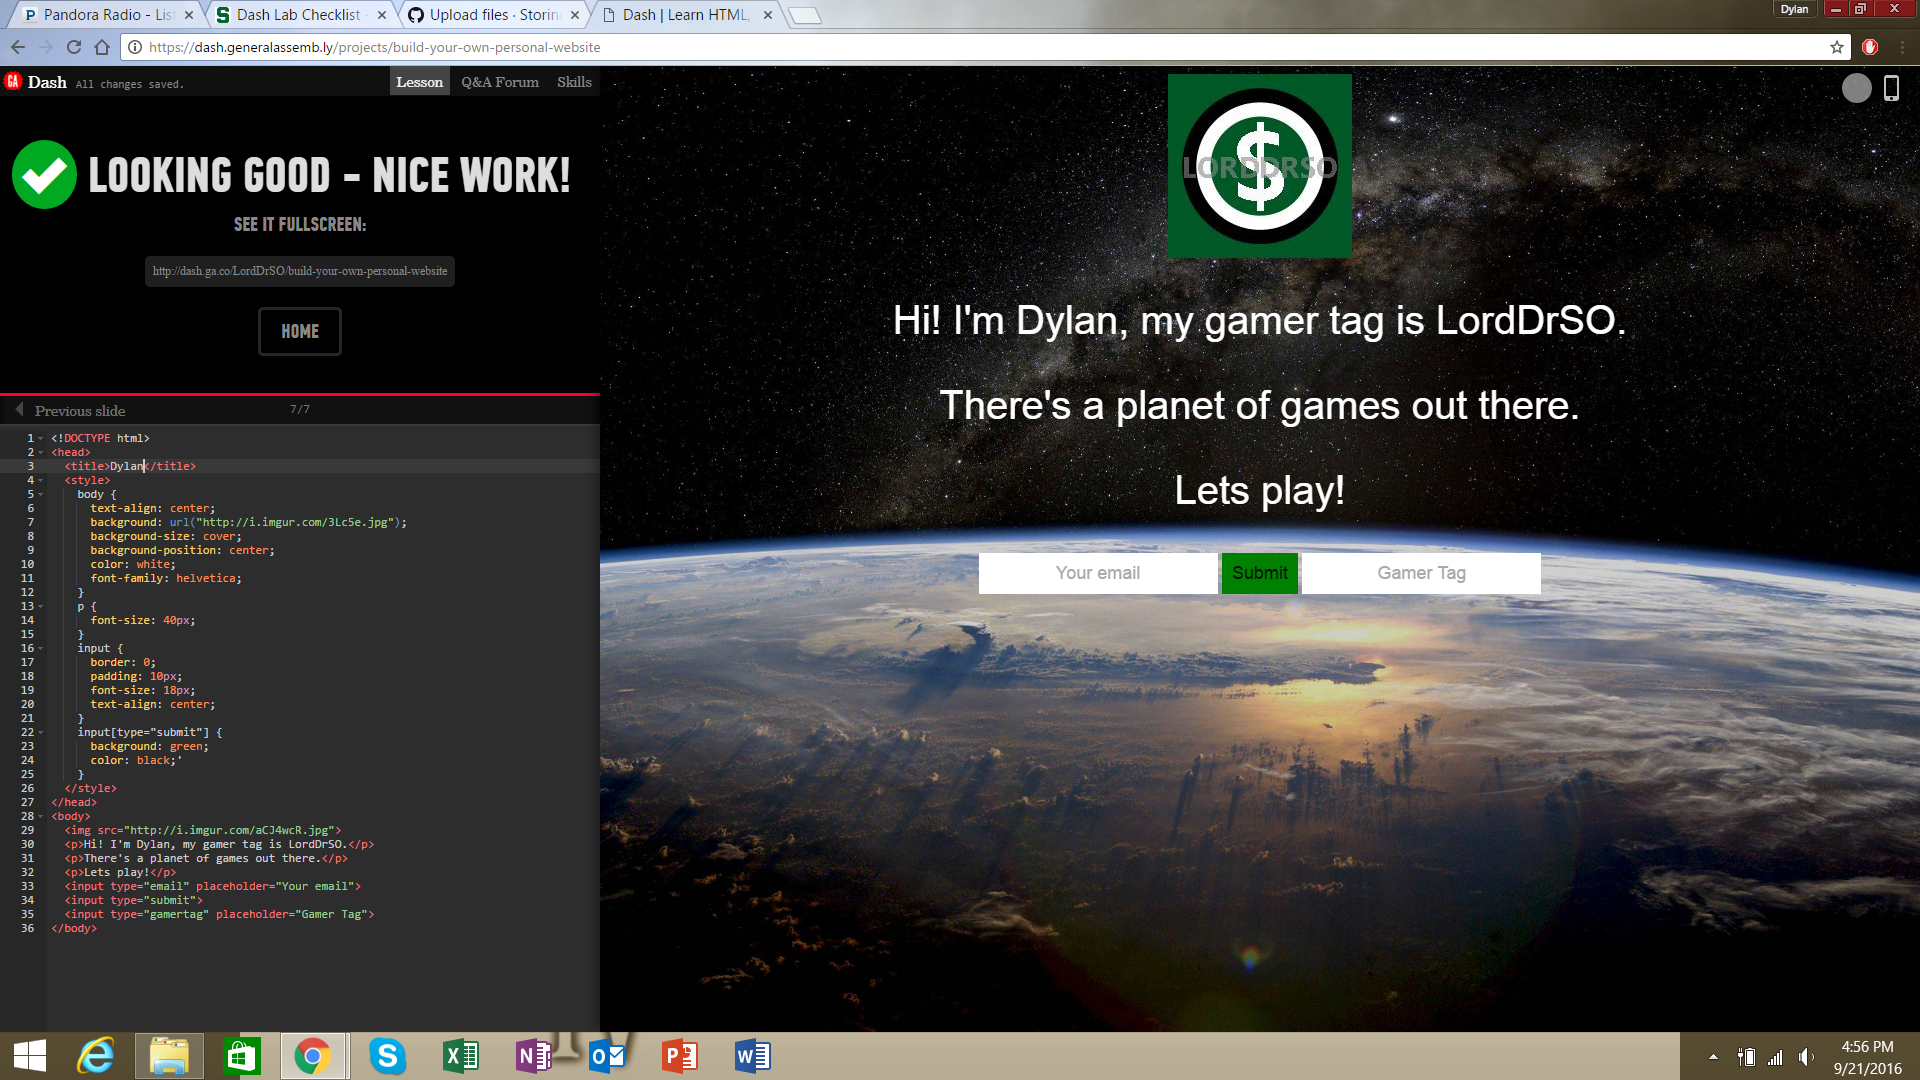 Pandora Radio - List
Dash Lab Checklist -
Upload files · Storing
Dash | Learn HTML,
Dylan
https://dash.generalassemb.ly/projects/build-your-own-personal-website
GA Dash All changes saved. Lesson Q&A Forum Skills
LOOKING GOOD - NICE WORK!
SEE IT FULLSCREEN:
http://dash.ga.co/LordDrSO/build-your-own-personal-website
HOME
Previous slide 7/7
1 <!DOCTYPE html>
2 <head>
3 <title>Dylan</title>
4 <style>
5 body {
6 text-align: center;
7 background: url("http://i.imgur.com/3Lc5e.jpg");
8 background-size: cover;
9 background-position: center;
10 color: white;
11 font-family: helvetica;
12 }
13 p {
14 font-size: 40px;
15 }
16 input {
17 border: 0;
18 padding: 10px;
19 font-size: 18px;
20 text-align: center;
21 }
22 input[type="submit"] {
23 background: green;
24 color: black;'
25 }
26 </style>
27 </head>
28 <body>
29 <img src="http://i.imgur.com/aCJ4wcR.jpg">
30 <p>Hi! I'm Dylan, my gamer tag is LordDrSO.</p>
31 <p>There's a planet of games out there.</p>
32 <p>Lets play!</p>
33 <input type="email" placeholder="Your email">
34 <input type="submit">
35 <input type="gamertag" placeholder="Gamer Tag">
36 </body>
$
LORDDRSO
Hi! I'm Dylan, my gamer tag is LordDrSO.
There's a planet of games out there.
Lets play!
Your email Submit Gamer Tag
4:56 PM
9/21/2016